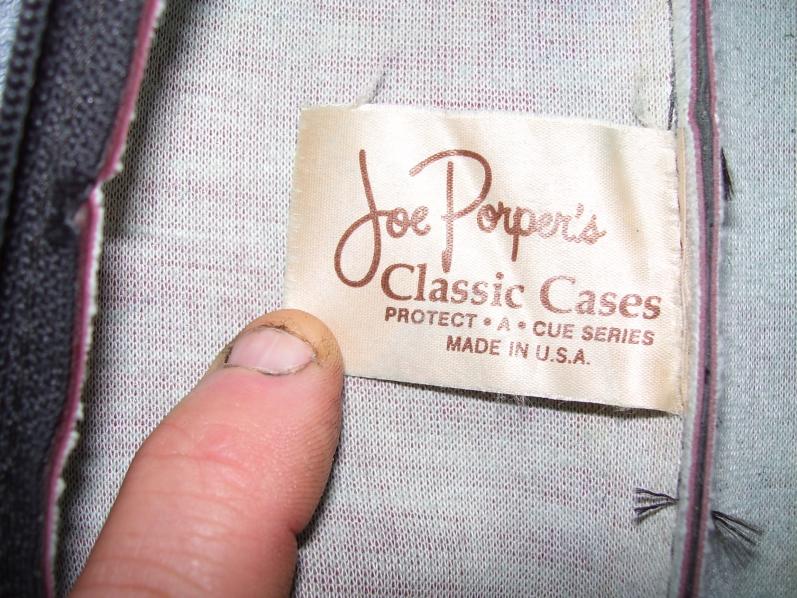 Joe Porper's
Classic Cases
PROTECT • A • CUE SERIES
MADE IN U.S.A.